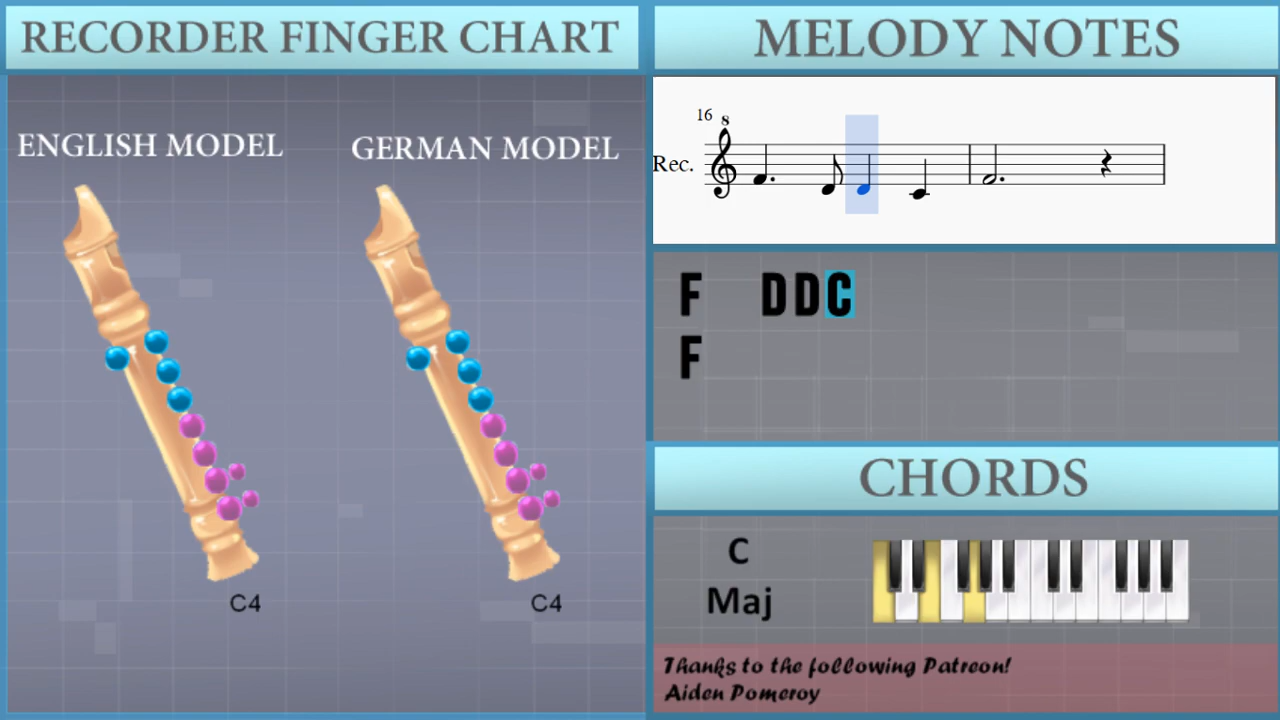 RECORDER FINGER CHART
ENGLISH MODEL
GERMAN MODEL
C4
C4
MELODY NOTES
16
8
Rec.
F D D C
F
CHORDS
C
Maj
Thanks to the following Patreon!
Aiden Pomeroy